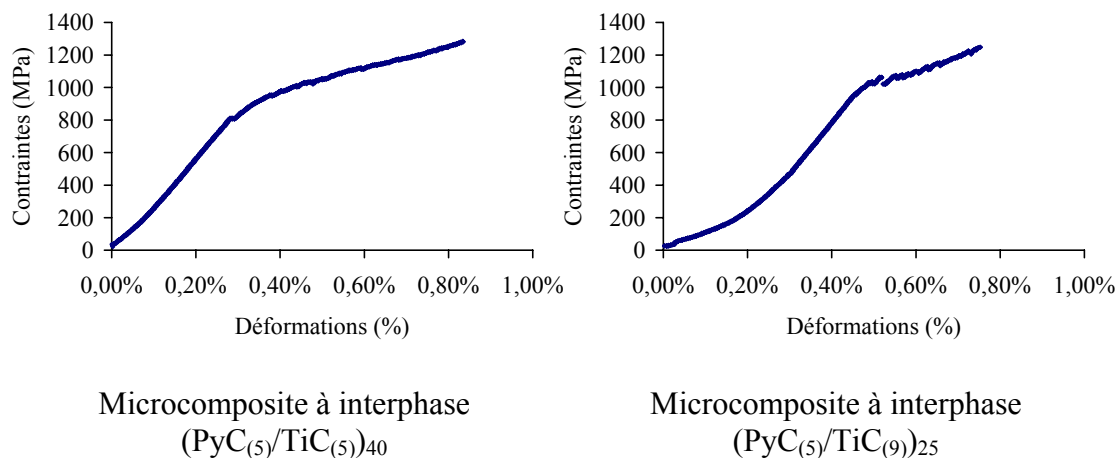 Contraintes (MPa)
1400
1200
1000
800
600
400
200
0
0,00% 0,20% 0,40% 0,60% 0,80% 1,00%
Déformations (%)
Microcomposite à interphase
(PyC(5)/TiC(5))40
Contraintes (MPa)
1400
1200
1000
800
600
400
200
0
0,00% 0,20% 0,40% 0,60% 0,80% 1,00%
Déformations (%)
Microcomposite à interphase
(PyC(5)/TiC(9))25